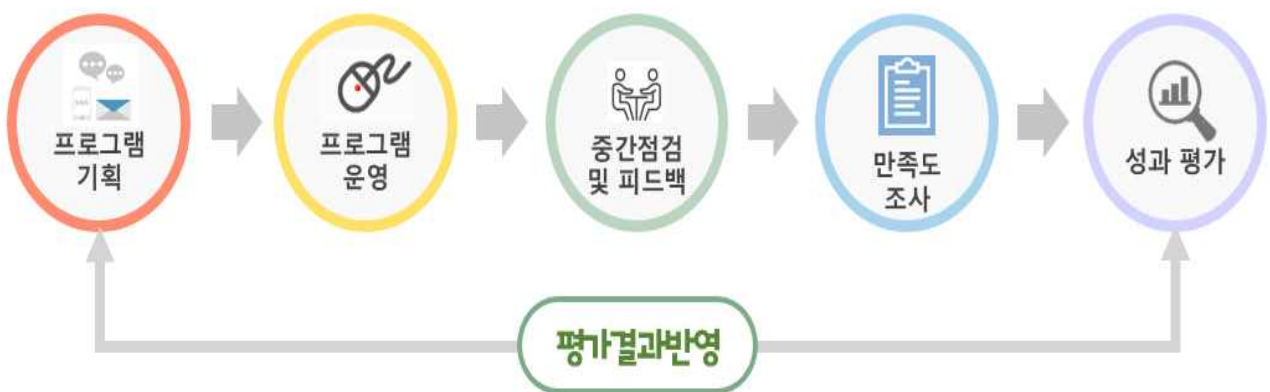 프로그램
기획
프로그램
운영
중간점검
및 피드백
만족도
조사
성과 평가
평가결과반영